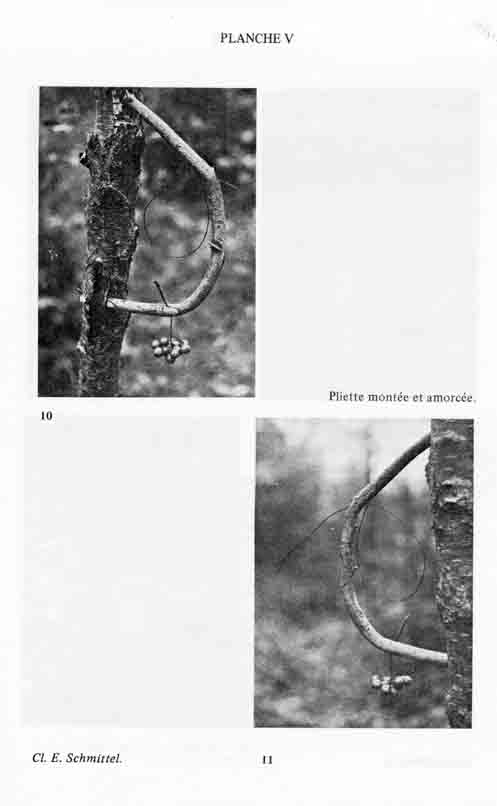 PLANCHE V
Pliette montée et amorcée.
10
Cl. E. Schmittel.
11